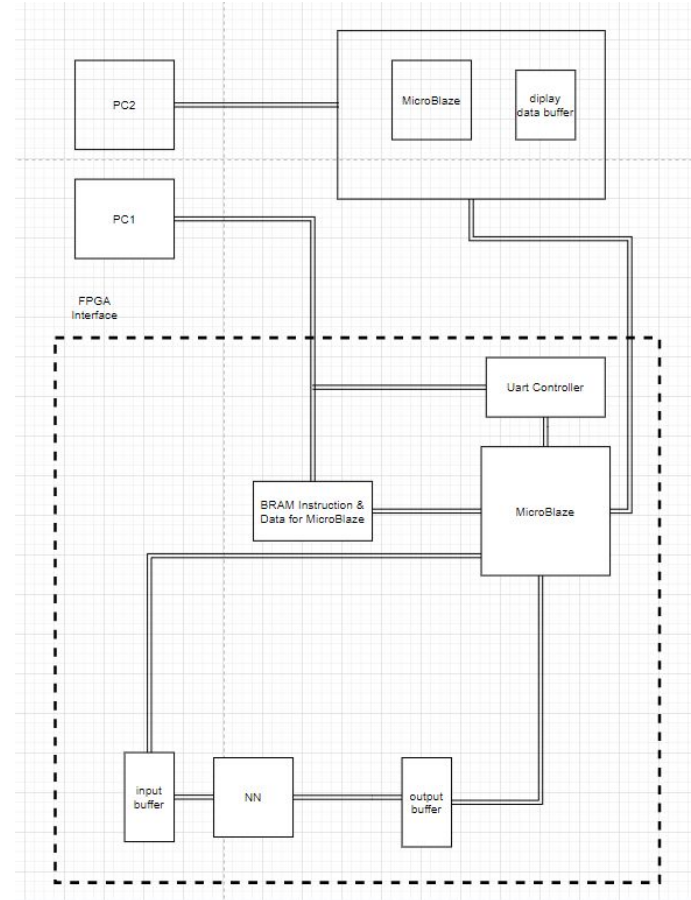 PC2
MicroBlaze
diplay
data buffer
PC1
FPGA
Interface
Uart Controller
BRAM Instruction &
Data for MicroBlaze
MicroBlaze
input
buffer
NN
output
buffer